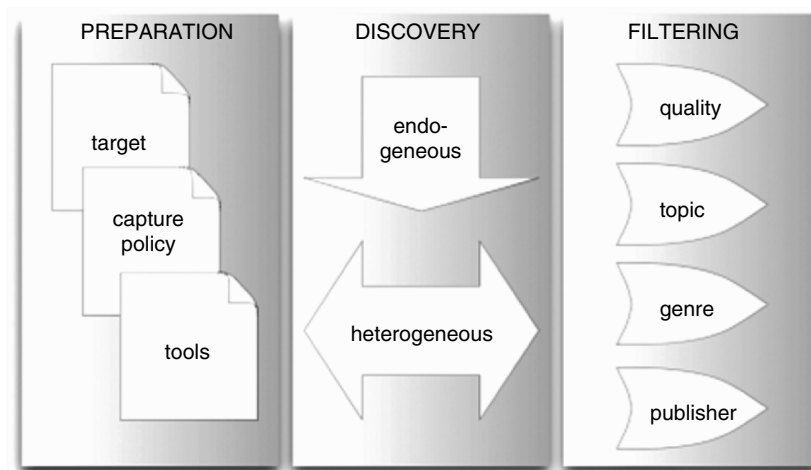 PREPARATION
target
capture
policy
tools
DISCOVERY
endo-
geneous
heterogeneous
FILTERING
quality
topic
genre
publisher